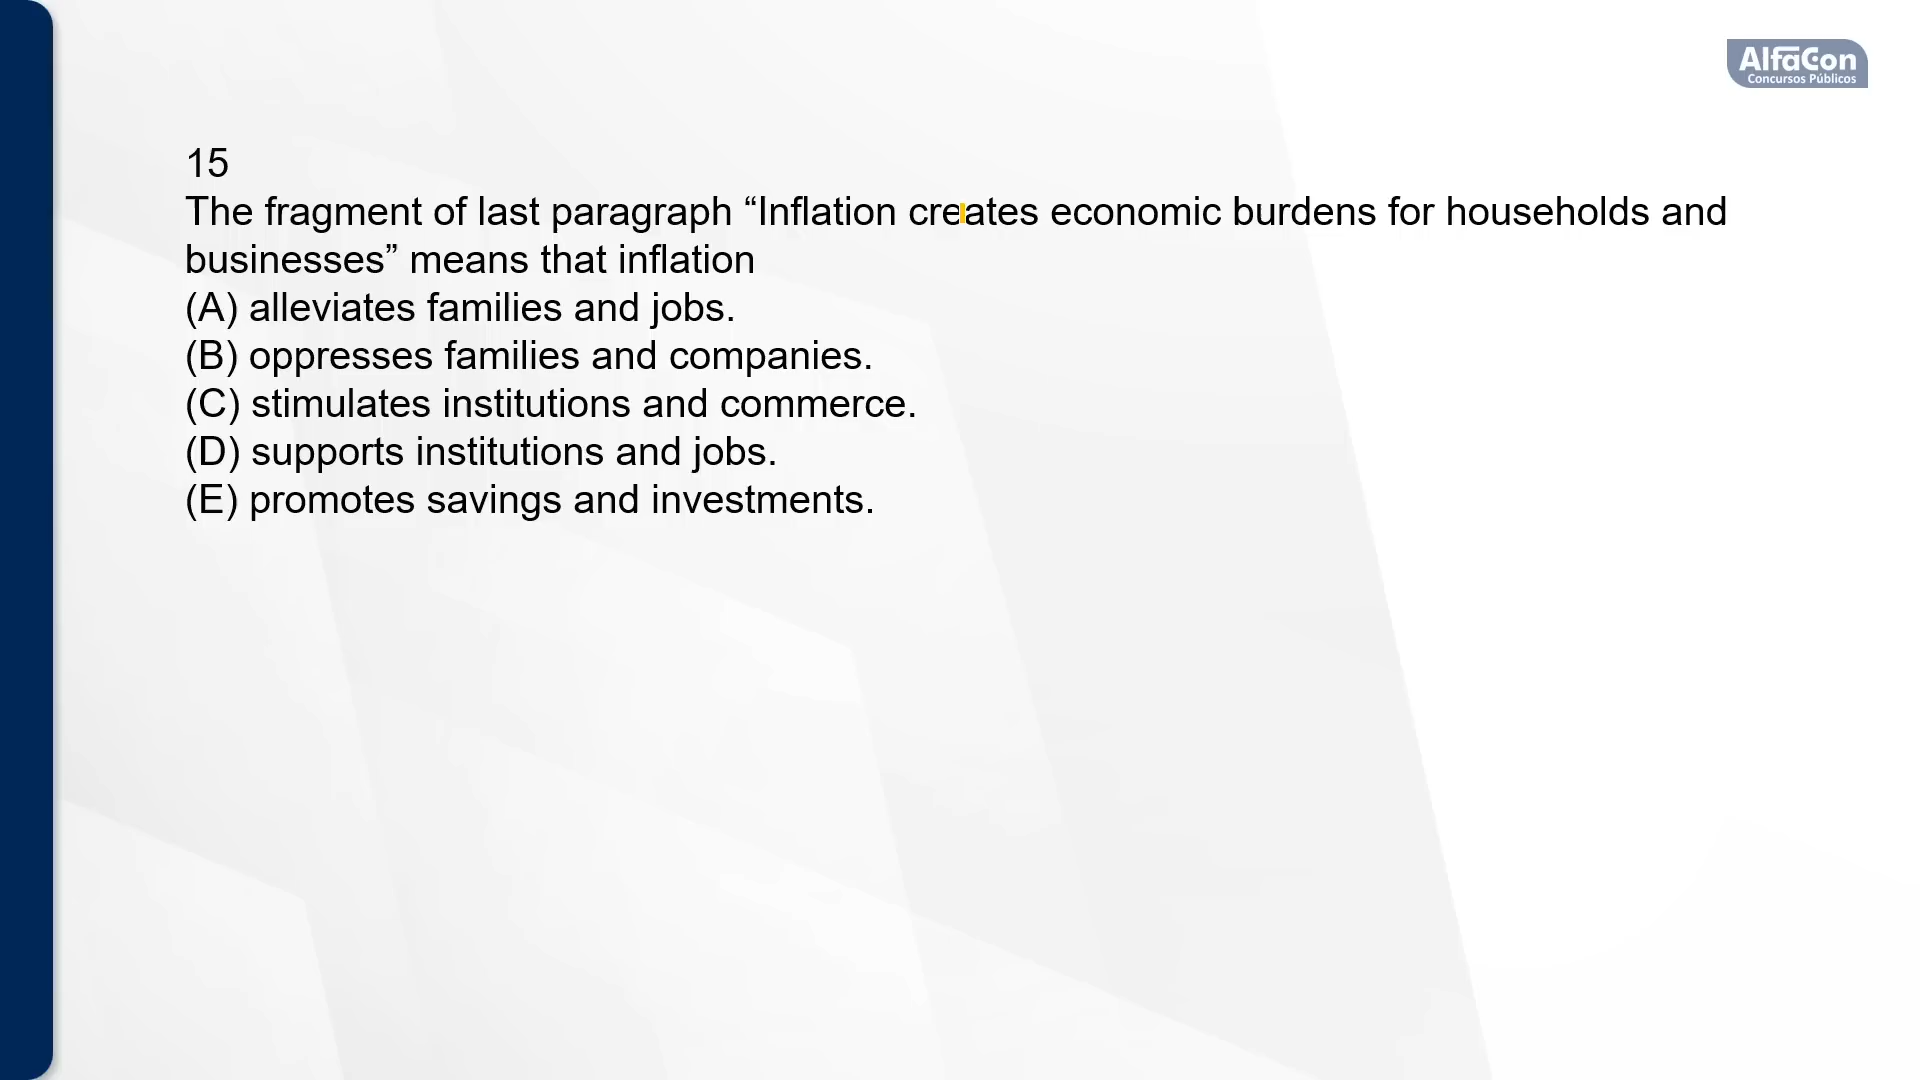 AlfaCon
Concursos Públicos
15
The fragment of last paragraph “Inflation creates economic burdens for households and
businesses” means that inflation
(A) alleviates families and jobs.
(B) oppresses families and companies.
(C) stimulates institutions and commerce.
(D) supports institutions and jobs.
(E) promotes savings and investments.